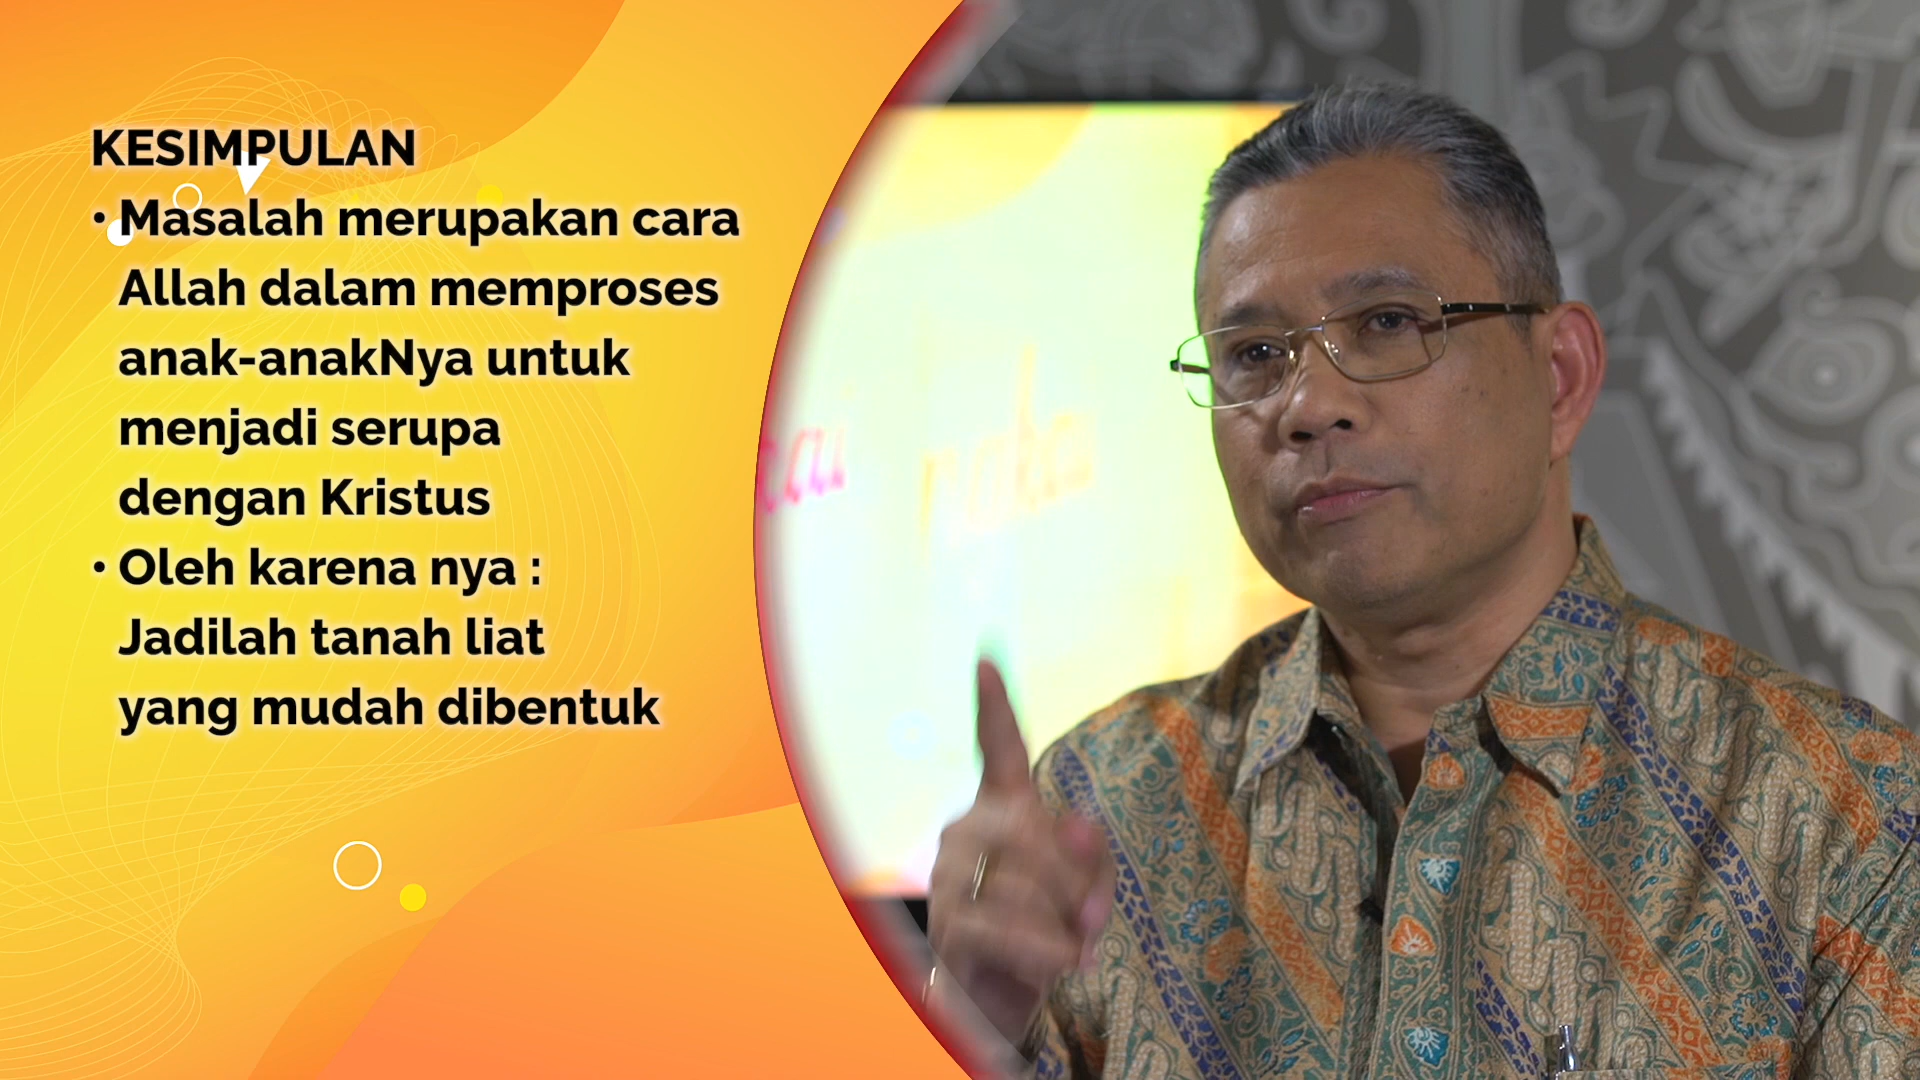 KESIMPULAN
• Masalah merupakan cara
Allah dalam memproses
anak-anakNya untuk
menjadi serupa
dengan Kristus
• Oleh karena nya :
Jadilah tanah liat
yang mudah dibentuk